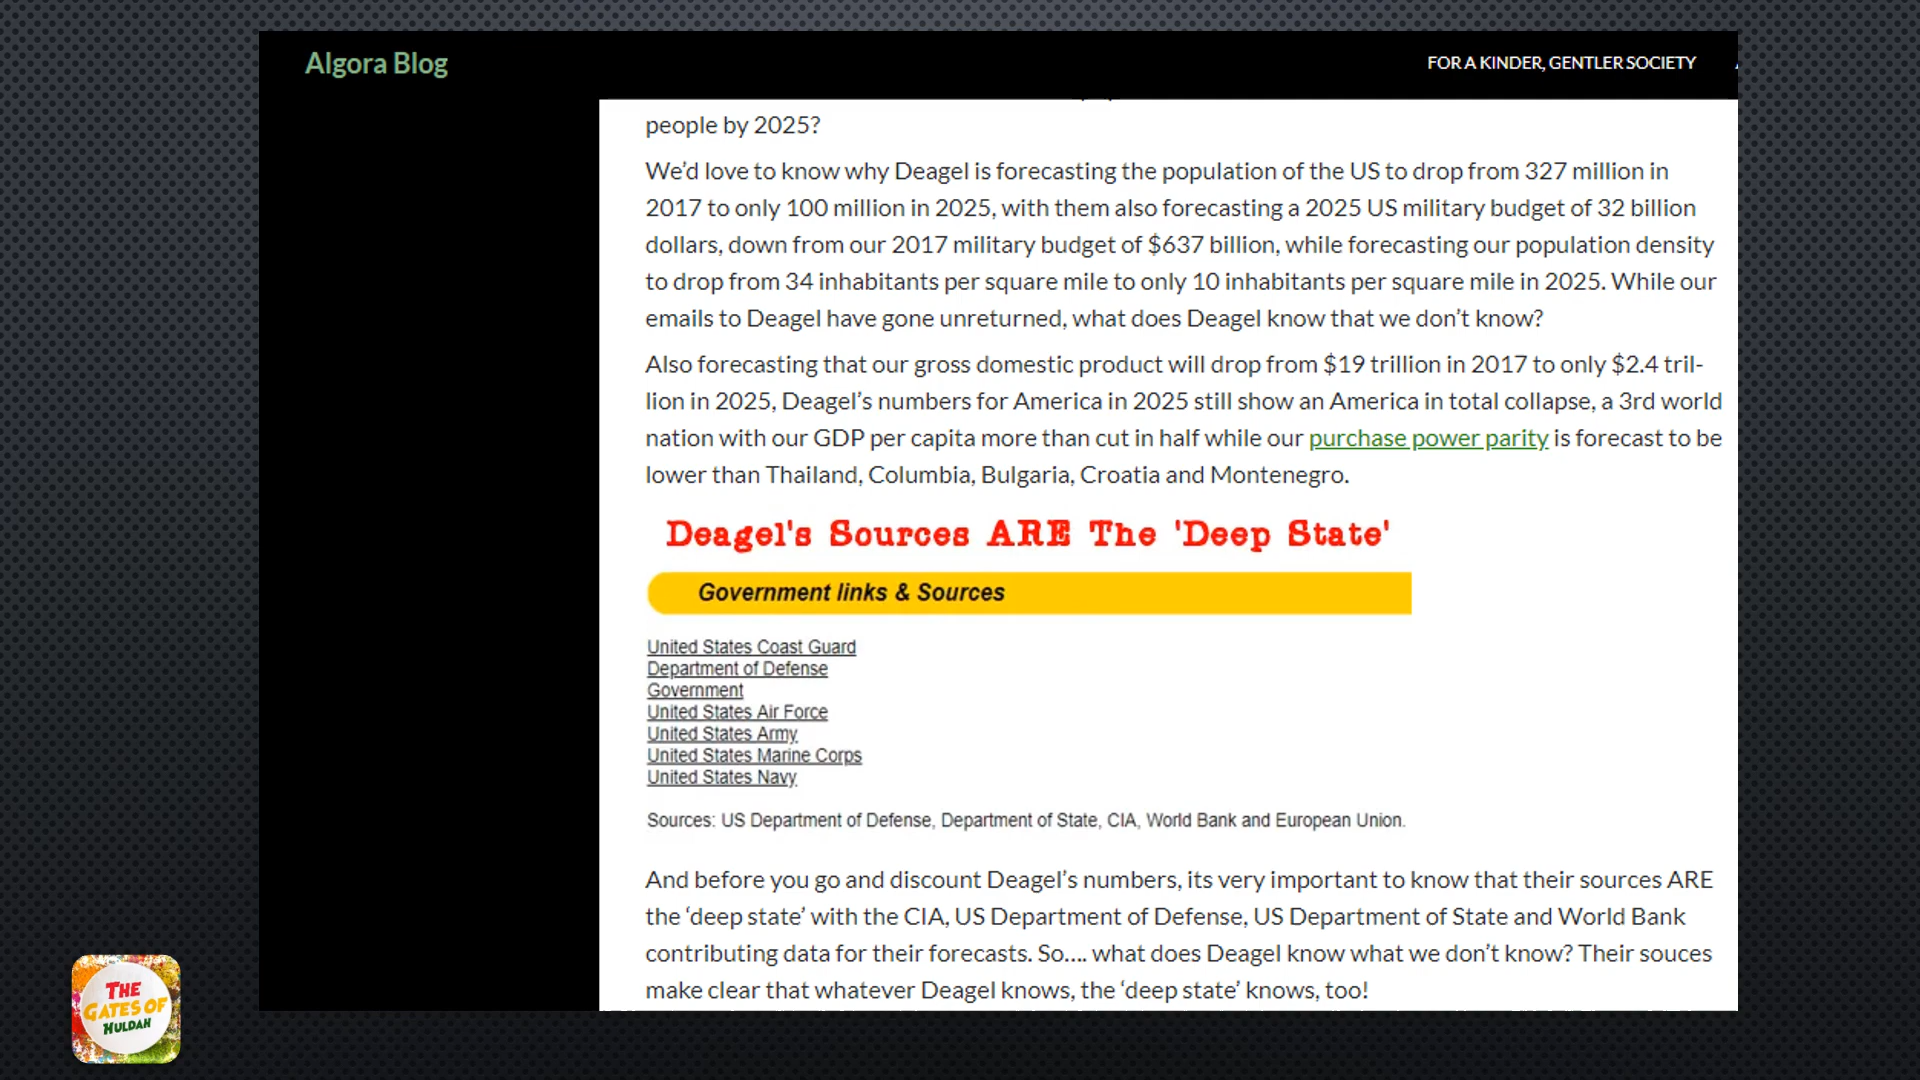 Algora Blog
FOR A KINDER, GENTLER SOCIETY
people by 2025?
We’d love to know why Deagel is forecasting the population of the US to drop from 327 million in
2017 to only 100 million in 2025, with them also forecasting a 2025 US military budget of 32 billion
dollars, down from our 2017 military budget of $637 billion, while forecasting our population density
to drop from 34 inhabitants per square mile to only 10 inhabitants per square mile in 2025. While our
emails to Deagel have gone unreturned, what does Deagel know that we don’t know?
Also forecasting that our gross domestic product will drop from $19 trillion in 2017 to only $2.4 tril-
lion in 2025, Deagel’s numbers for America in 2025 still show an America in total collapse, a 3rd world
nation with our GDP per capita more than cut in half while our purchase power parity is forecast to be
lower than Thailand, Columbia, Bulgaria, Croatia and Montenegro.
Deagel's Sources ARE The 'Deep State'
Government links & Sources
United States Coast Guard
Department of Defense
Government
United States Air Force
United States Army
United States Marine Corps
United States Navy
Sources: US Department of Defense, Department of State, CIA, World Bank and European Union.
And before you go and discount Deagel’s numbers, its very important to know that their sources ARE
the ‘deep state’ with the CIA, US Department of Defense, US Department of State and World Bank
contributing data for their forecasts. So…. what does Deagel know what we don’t know? Their souces
make clear that whatever Deagel knows, the ‘deep state’ knows, too!
THE
GATES OF
HULDAH